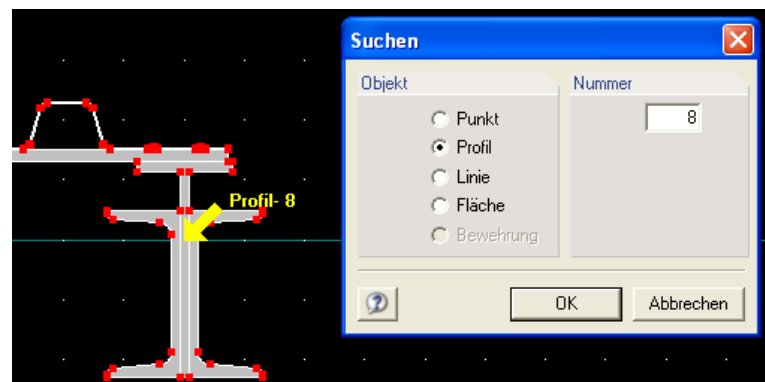 Suchen
Objekt
Nummer
Punkt
8
Profil
Linie
Fläche
Bewehrung
OK
Abbrechen
Profil- 8